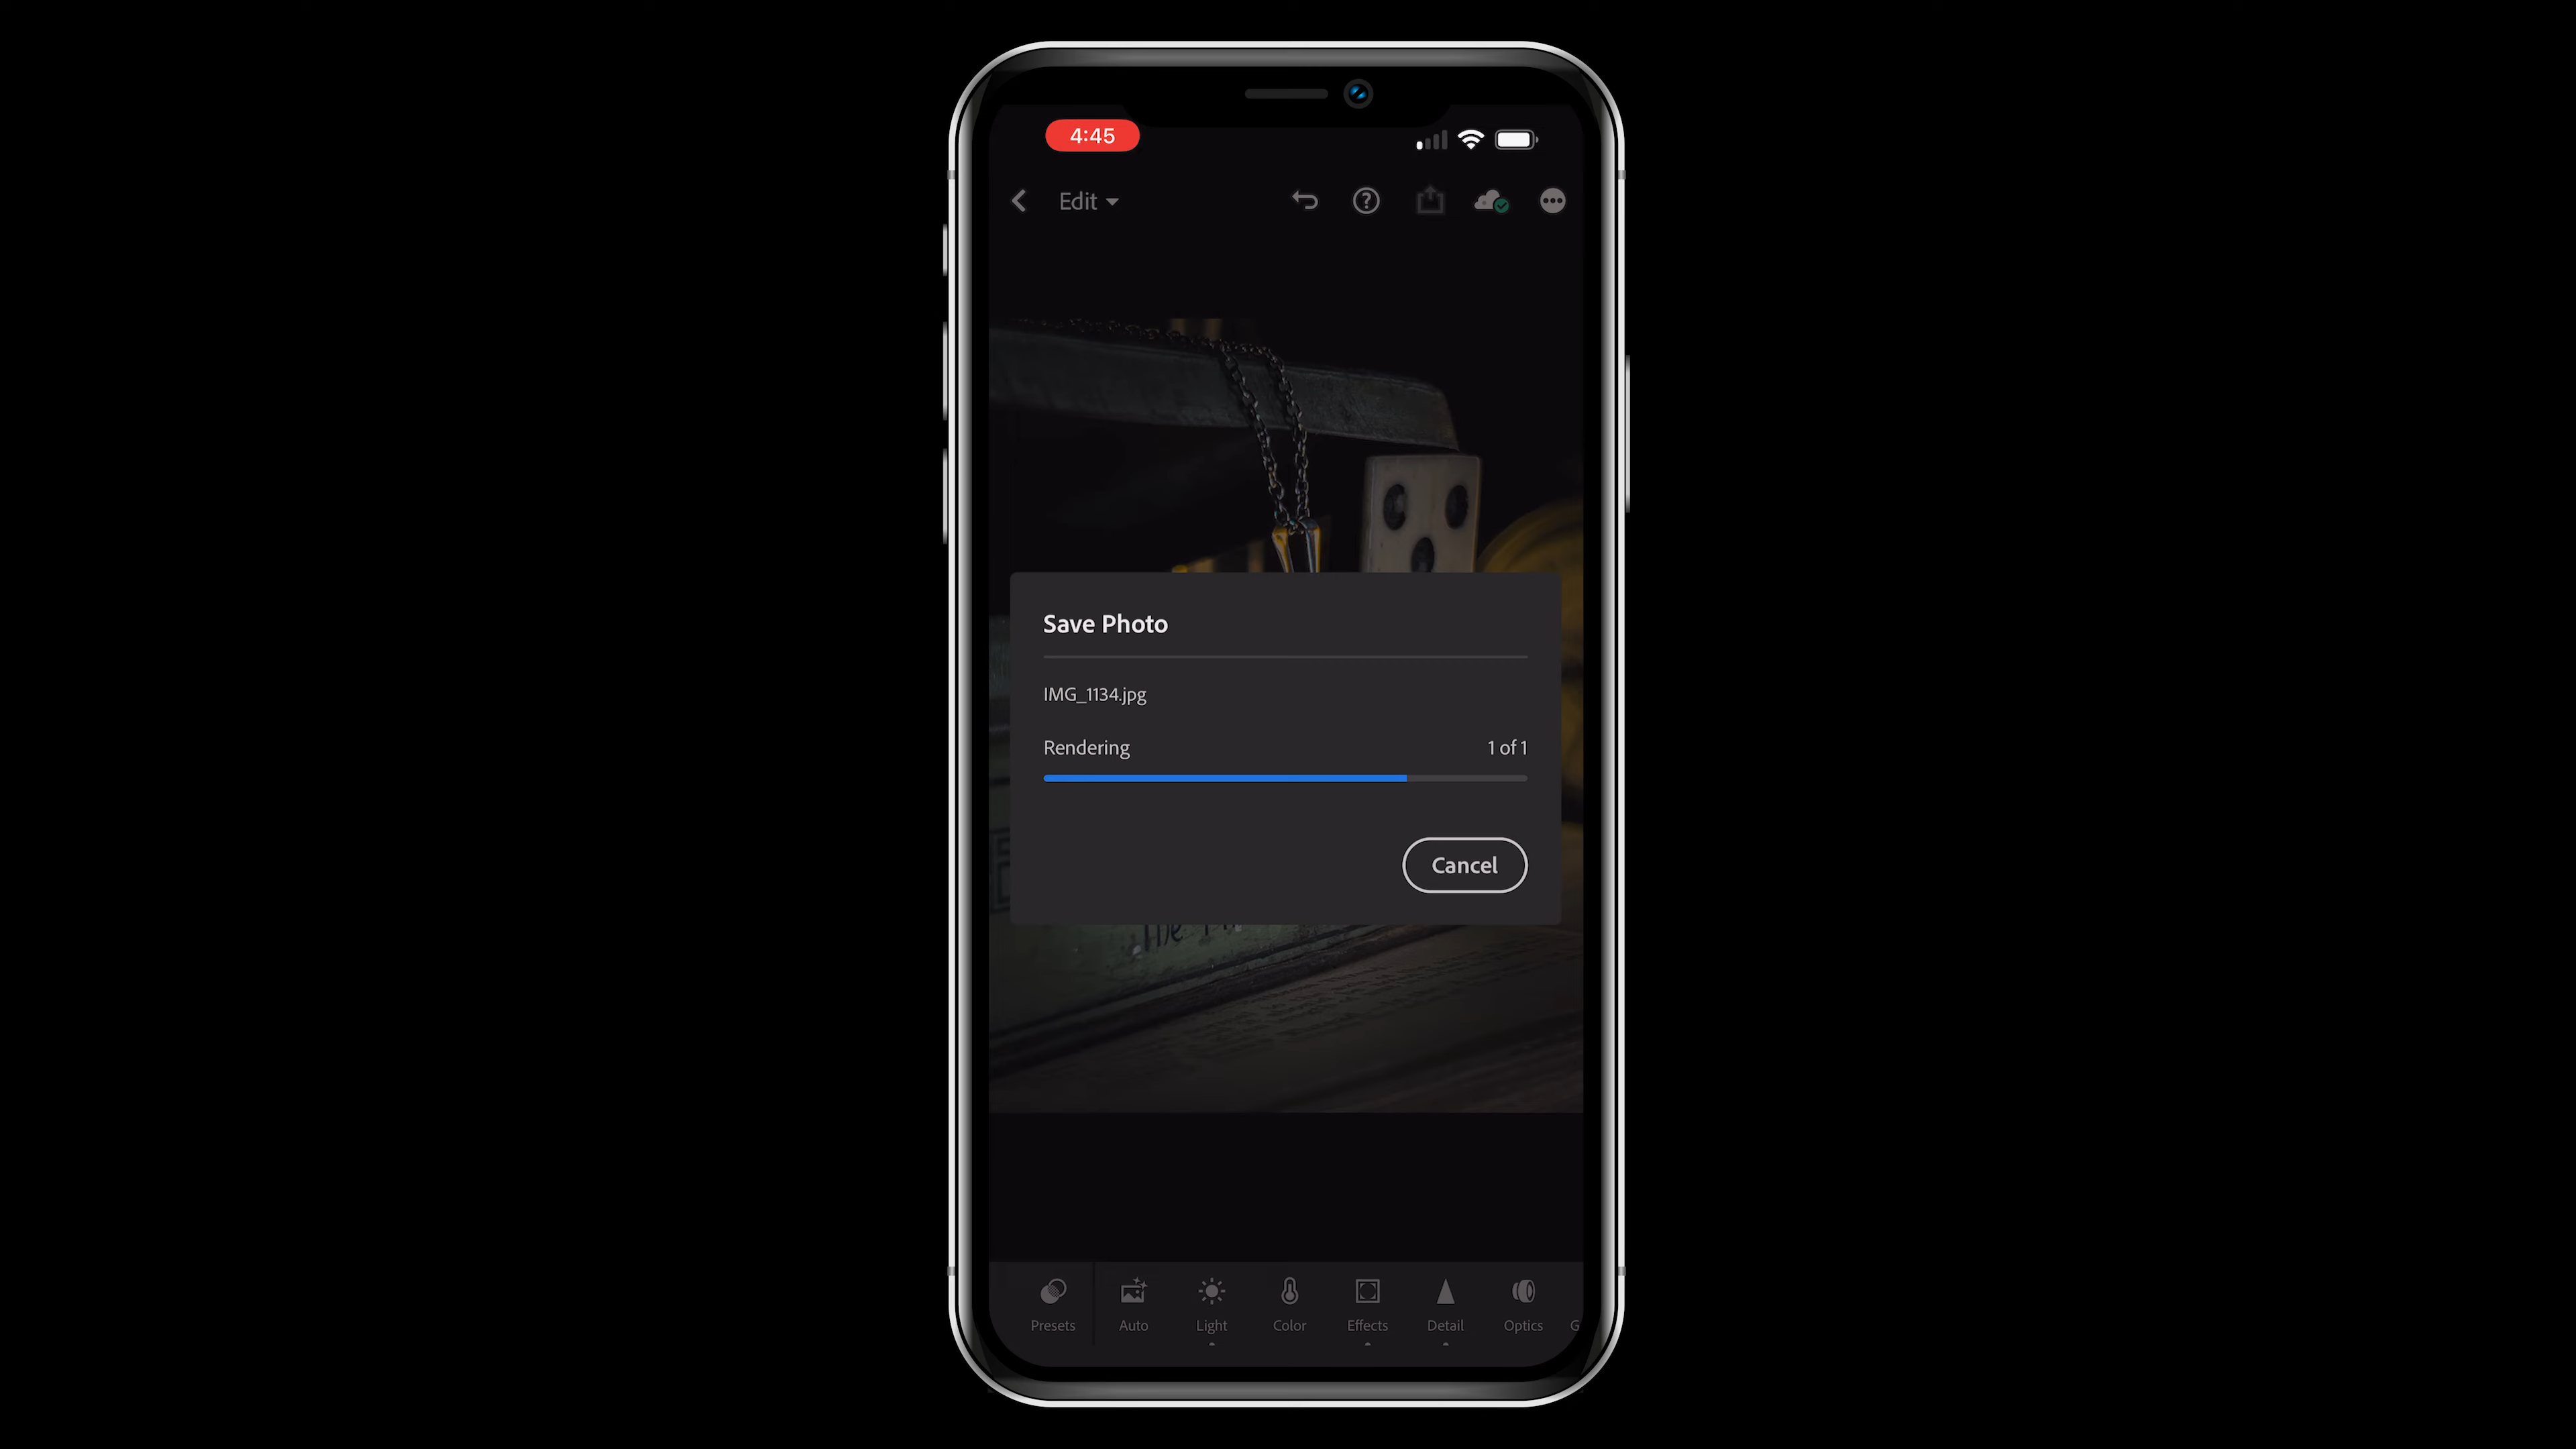 4:45
Edit
Save Photo
IMG_1134.jpg
Rendering 1 of 1
Cancel
The
Presets Auto Light Color Effects Detail Optics G